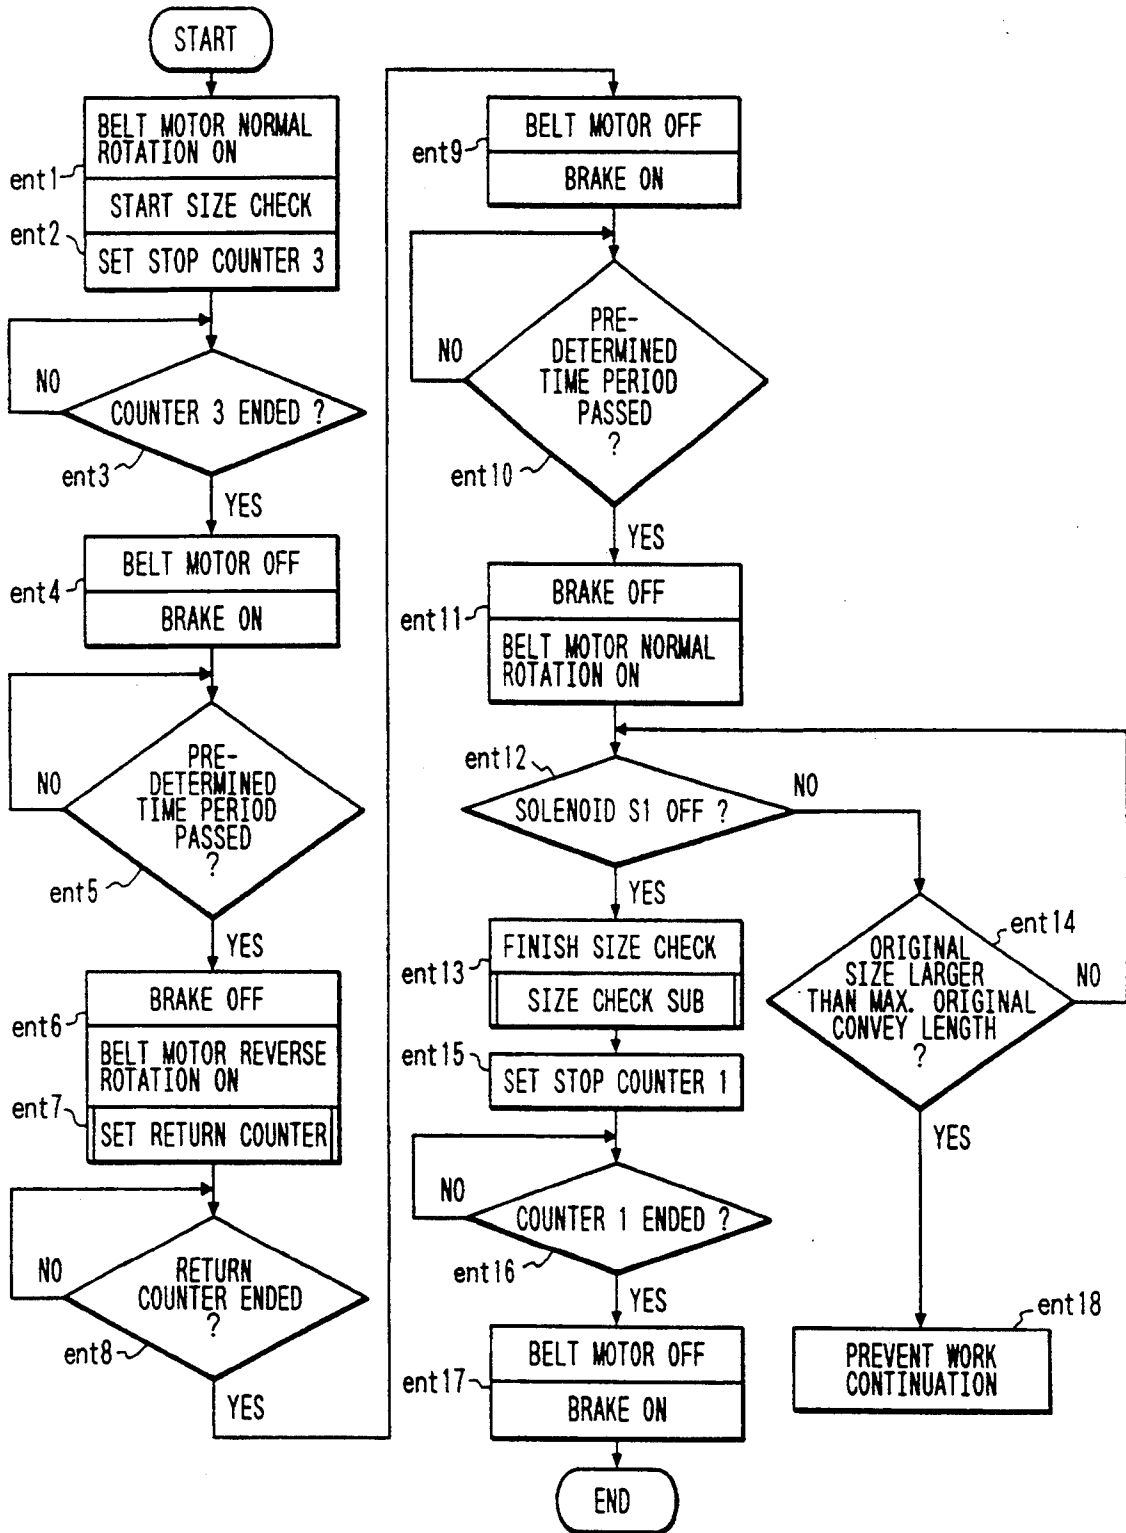 START
BELT MOTOR NORMAL
ROTATION ON
ent1
START SIZE CHECK
ent2
SET STOP COUNTER 3
NO
COUNTER 3 ENDED ?
ent3
YES
BELT MOTOR OFF
ent4
BRAKE ON
NO
PRE-
DETERMINED
TIME PERIOD
PASSED
?
ent5
YES
BRAKE OFF
ent6
BELT MOTOR REVERSE
ROTATION ON
ent7
SET RETURN COUNTER
NO
RETURN
COUNTER ENDED
?
ent8
YES
BELT MOTOR OFF
ent9
BRAKE ON
NO
PRE-
DETERMINED
TIME PERIOD
PASSED
?
ent10
YES
BRAKE OFF
ent11
BELT MOTOR NORMAL
ROTATION ON
ent12
SOLENOID S1 OFF ?
NO
YES
FINISH SIZE CHECK
ent13
SIZE CHECK SUB
ent15
SET STOP COUNTER 1
NO
COUNTER 1 ENDED ?
ent16
YES
BELT MOTOR OFF
ent17
BRAKE ON
END
ent14
ORIGINAL
SIZE LARGER
THAN MAX. ORIGINAL
CONVEY LENGTH
?
NO
YES
ent18
PREVENT WORK
CONTINUATION